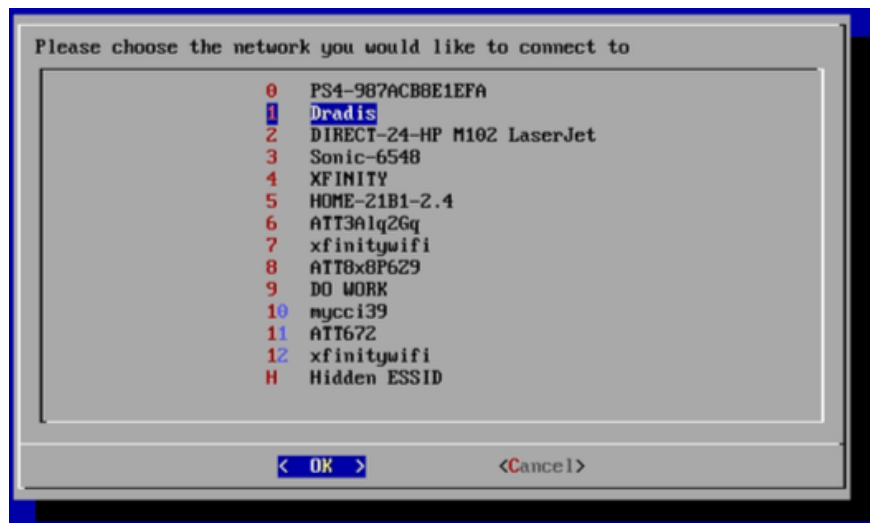 Please choose the network you would like to connect to
0 PS4-987ACB8E1EFA
1 Dradis
2 DIRECT-24-HP M102 LaserJet
3 Sonic-6548
4 XFINITY
5 HOME-21B1-2.4
6 ATT3Alq2Gq
7 xfinitywifi
8 ATT8x8P6Z9
9 DO WORK
10 mycci39
11 ATT672
12 xfinitywifi
H Hidden ESSID
< OK > <Cancel>